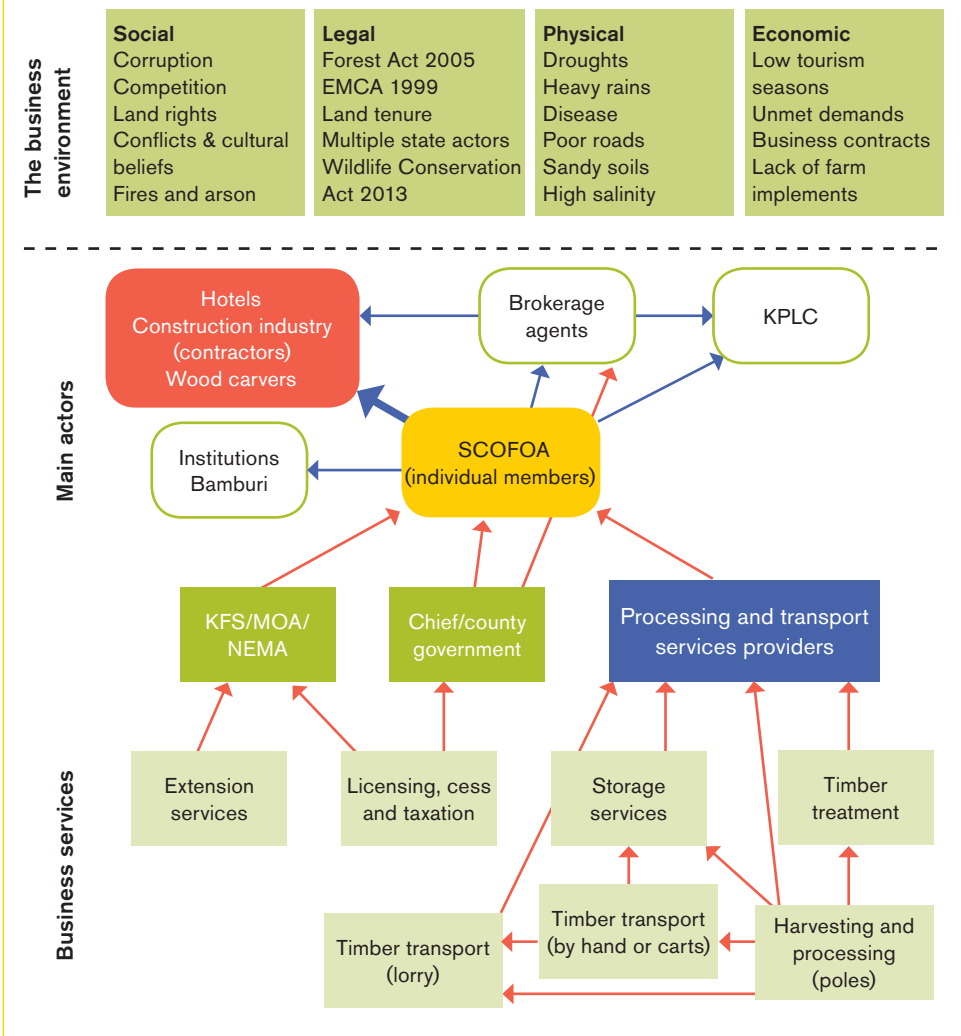 The business
environment
Social
Corruption
Competition
Land rights
Conflicts & cultural
beliefs
Fires and arson
Legal
Forest Act 2005
EMCA 1999
Land tenure
Multiple state actors
Wildlife Conservation
Act 2013
Physical
Droughts
Heavy rains
Disease
Poor roads
Sandy soils
High salinity
Economic
Low tourism
seasons
Unmet demands
Business contracts
Lack of farm
implements
Main actors
Hotels
Construction industry
(contractors)
Wood carvers
Brokerage
agents
KPLC
Institutions
Bamburi
SCOFOA
(individual members)
KFS/MOA/
NEMA
Chief/county
government
Processing and transport
services providers
Business services
Extension
services
Licensing, cess
and taxation
Storage
services
Timber
treatment
Timber transport
(lorry)
Timber transport
(by hand or carts)
Harvesting and
processing
(poles)